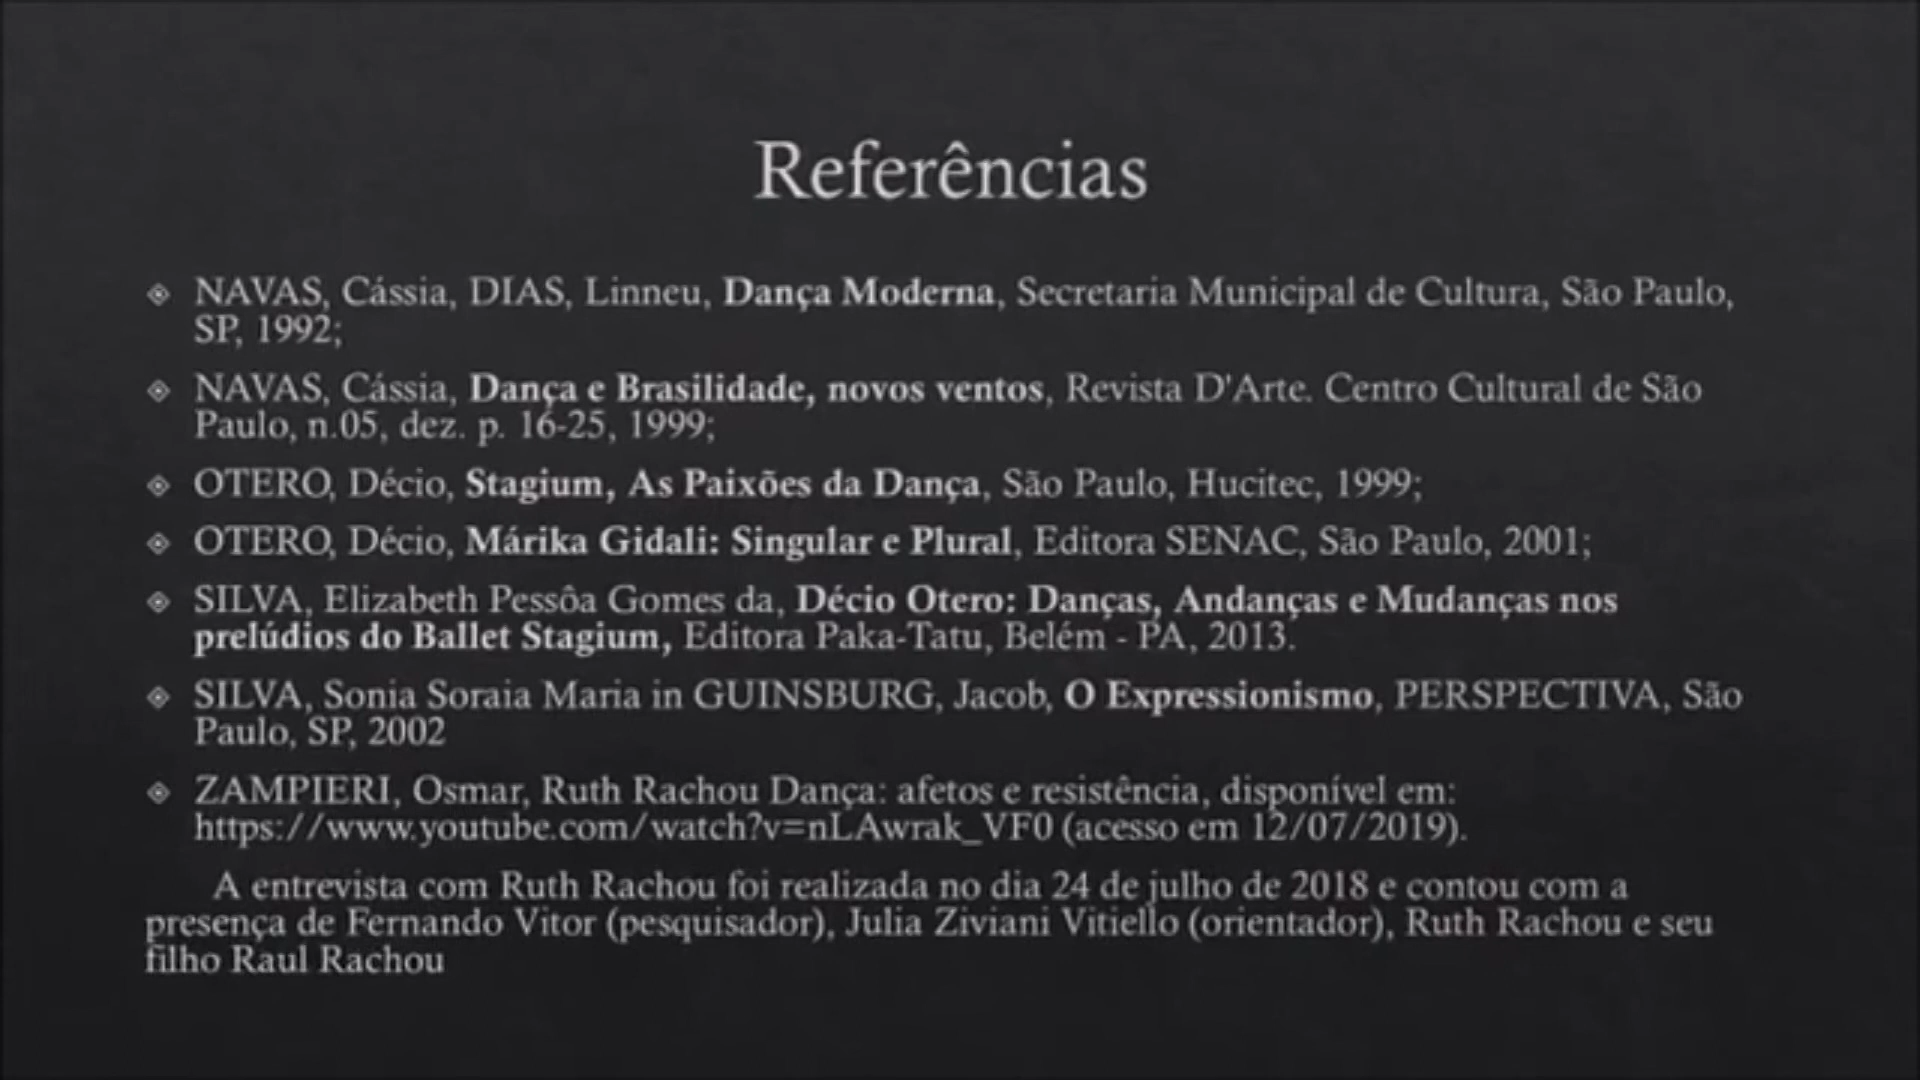 Referências
NAVAS, Cássia, DIAS, Linneu, Dança Moderna, Secretaria Municipal de Cultura, São Paulo,
SP, 1992;
NAVAS, Cássia, Dança e Brasilidade, novos ventos, Revista D'Arte. Centro Cultural de São
Paulo, n.05, dez. p. 16-25, 1999;
OTERO, Décio, Stagium, As Paixões da Dança, São Paulo, Hucitec, 1999;
OTERO, Décio, Márika Gidali: Singular e Plural, Editora SENAC, São Paulo, 2001;
SILVA, Elizabeth Pessôa Gomes da, Décio Otero: Danças, Andanças e Mudanças nos
prelúdios do Ballet Stagium, Editora Paka-Tatu, Belém - PA, 2013.
SILVA, Sonia Soraia Maria in GUINSBURG, Jacob, O Expressionismo, PERSPECTIVA, São
Paulo, SP, 2002
ZAMPIERI, Osmar, Ruth Rachou Dança: afetos e resistência, disponível em:
https://www.youtube.com/watch?v=nLAwrak_VF0 (acesso em 12/07/2019).
A entrevista com Ruth Rachou foi realizada no dia 24 de julho de 2018 e contou com a
presença de Fernando Vitor (pesquisador), Julia Ziviani Vitiello (orientador), Ruth Rachou e seu
filho Raul Rachou